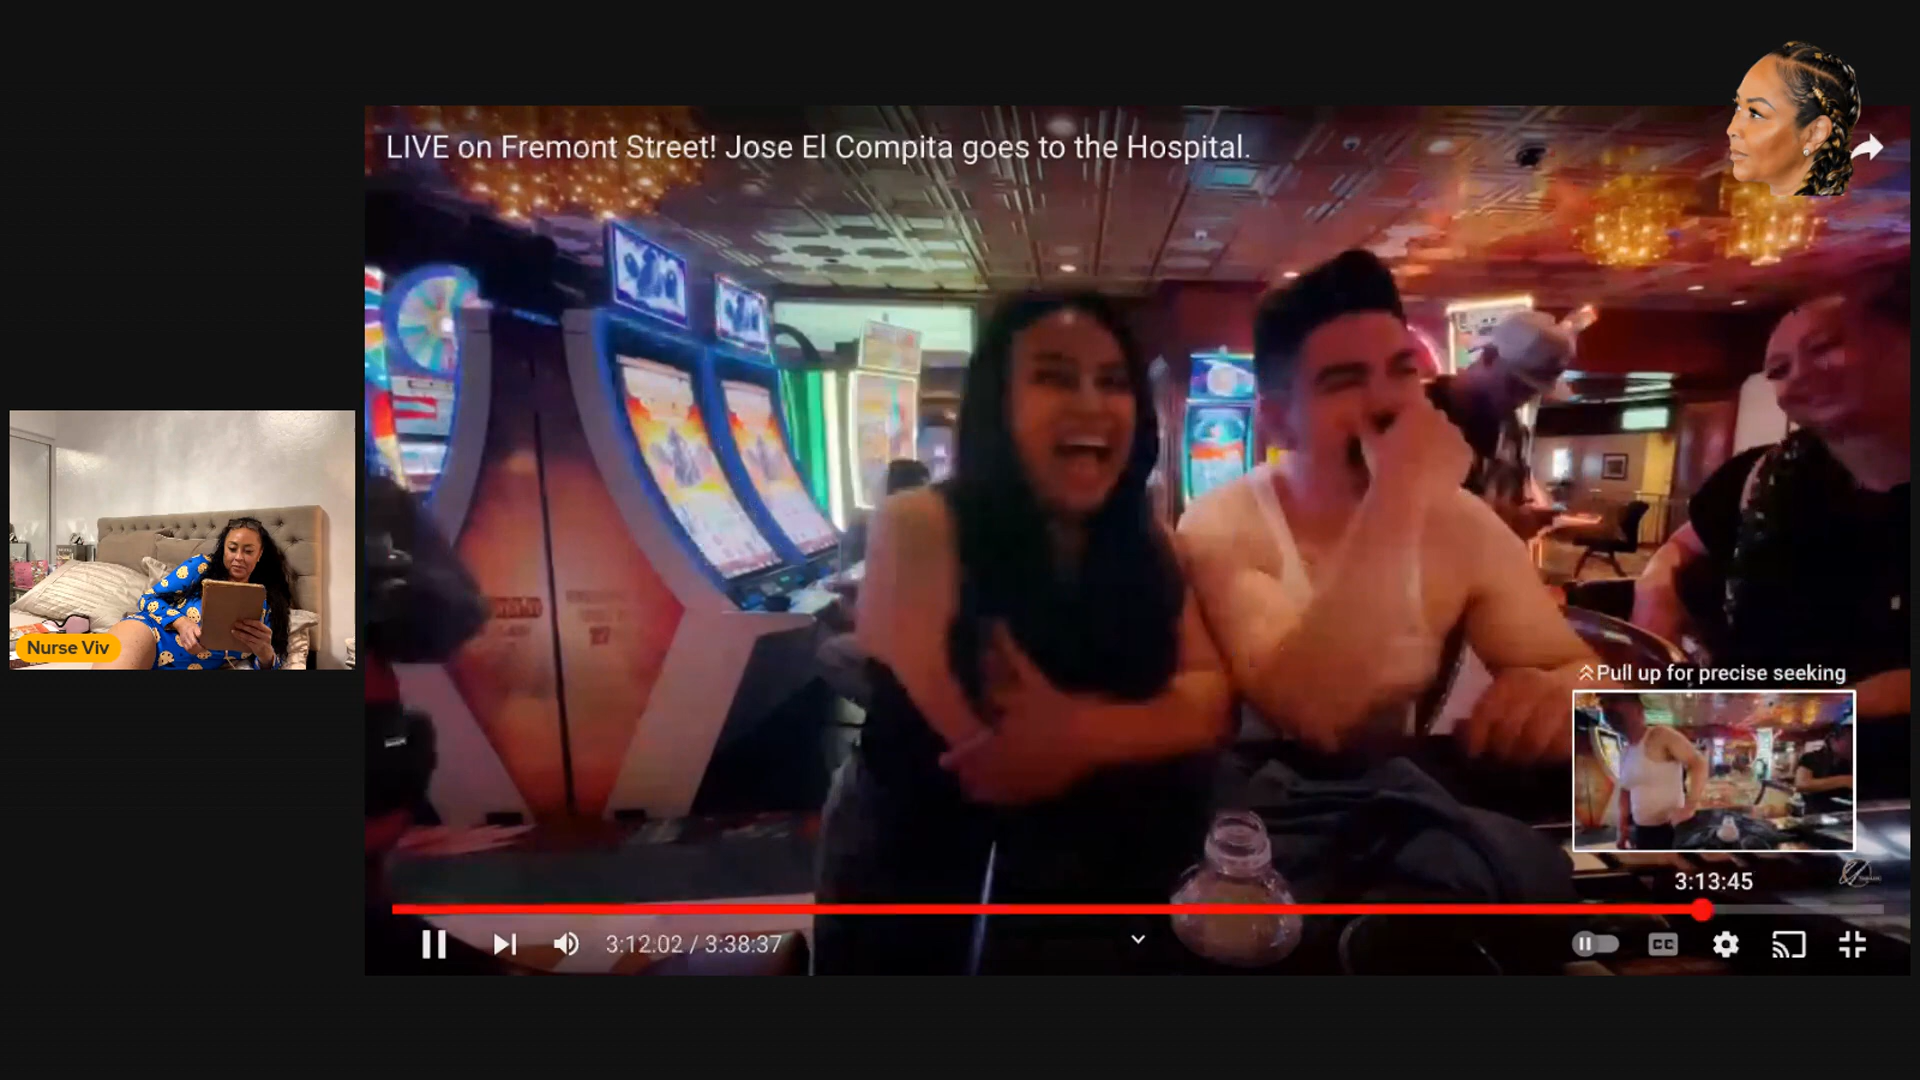 LIVE on Fremont Street! Jose El Compita goes to the Hospital.
Nurse Viv
Pull up for precise seeking
3:13:45
3:12:02 / 3:38:37
CC